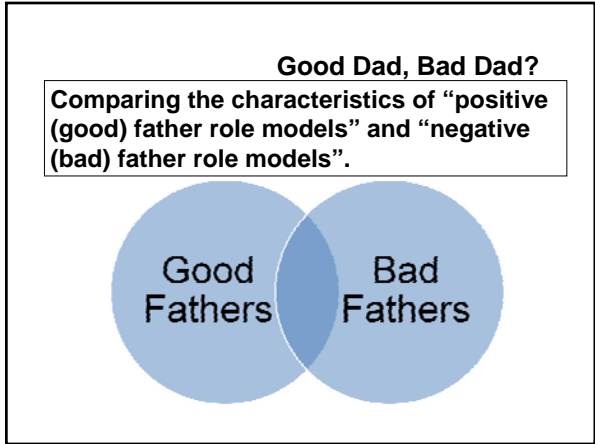 Good Dad, Bad Dad?
Comparing the characteristics of “positive
(good) father role models” and “negative
(bad) father role models”.
Good
Fathers
Bad
Fathers